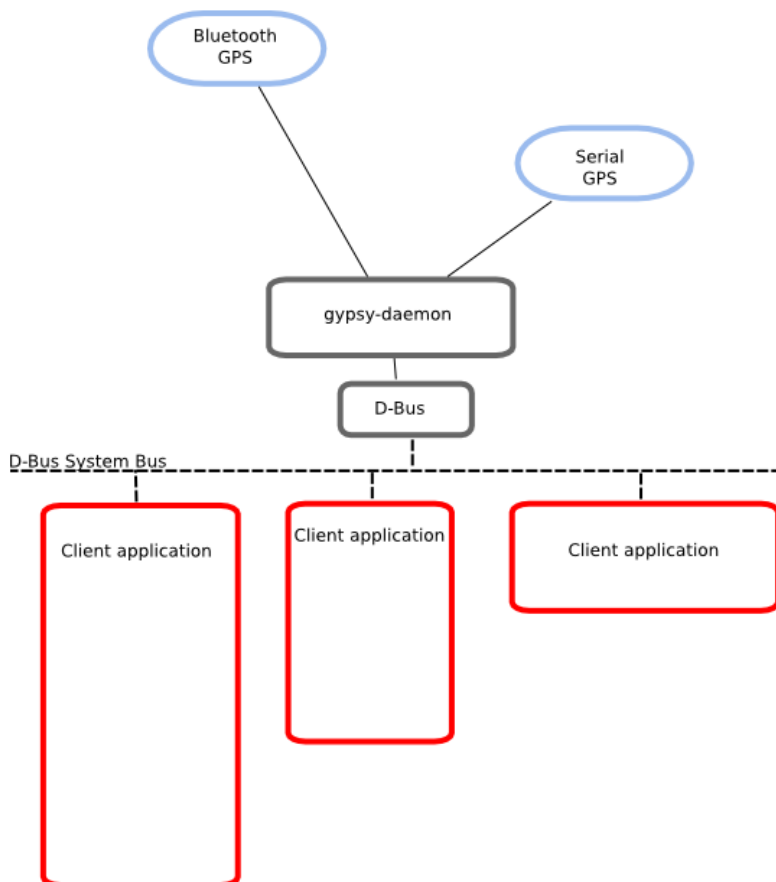 Bluetooth
GPS
Serial
GPS
gypsy-daemon
D-Bus
D-Bus System Bus
Client application
Client application
Client application